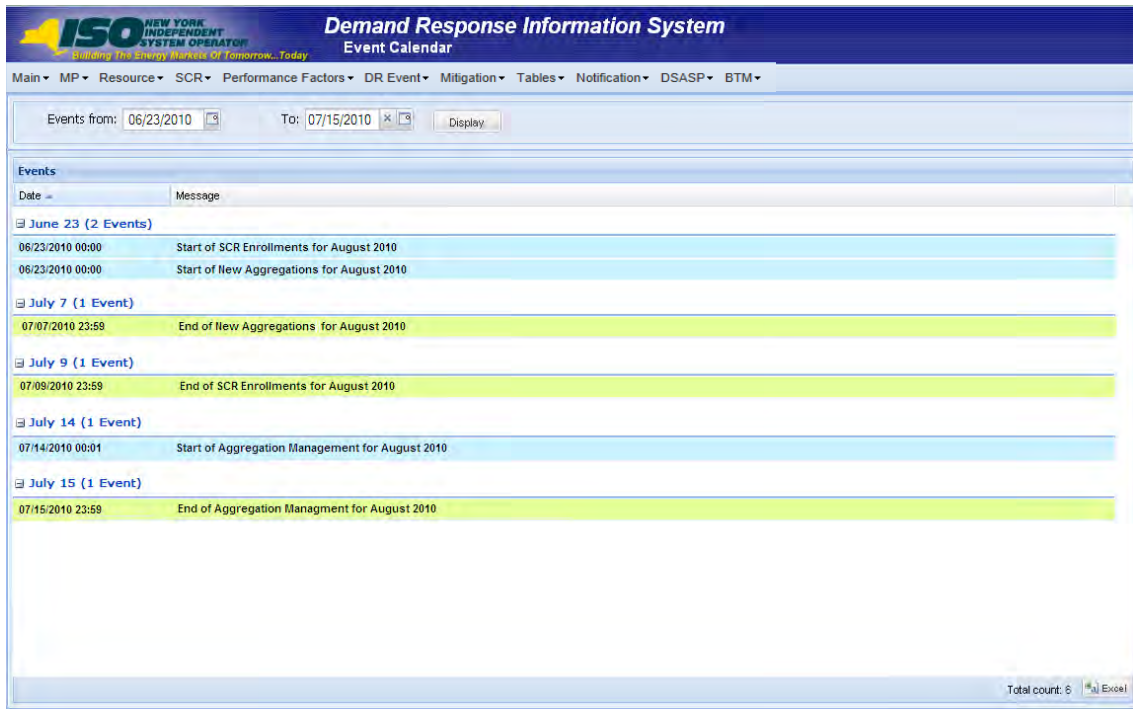 ISO NEW YORK
INDEPENDENT
SYSTEM OPERATOR
Building The Energy Markets Of Tomorrow...Today
Demand Response Information System
Event Calendar
Main MP Resource SCR Performance Factors DR Event Mitigation Tables Notification DSASP BTM
Events from: 06/23/2010 To: 07/15/2010 Display
Events
Date Message
June 23 (2 Events)
06/23/2010 00:00 Start of SCR Enrollments for August 2010
06/23/2010 00:00 Start of New Aggregations for August 2010
July 7 (1 Event)
07/07/2010 23:59 End of New Aggregations for August 2010
July 9 (1 Event)
07/09/2010 23:59 End of SCR Enrollments for August 2010
July 14 (1 Event)
07/14/2010 00:01 Start of Aggregation Management for August 2010
July 15 (1 Event)
07/15/2010 23:59 End of Aggregation Managment for August 2010
Total count: 6 Excel